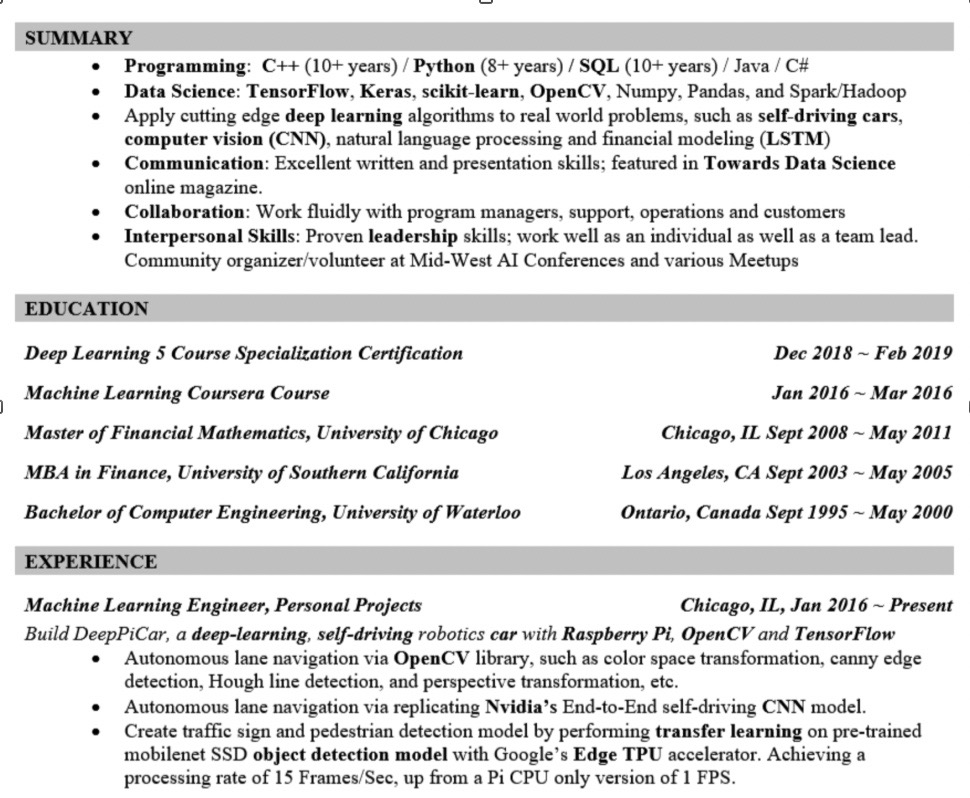 SUMMARY
• Programming: C++ (10+ years) / Python (8+ years) / SQL (10+ years) / Java / C#
• Data Science: TensorFlow, Keras, scikit-learn, OpenCV, Numpy, Pandas, and Spark/Hadoop
• Apply cutting edge deep learning algorithms to real world problems, such as self-driving cars,
computer vision (CNN), natural language processing and financial modeling (LSTM)
• Communication: Excellent written and presentation skills; featured in Towards Data Science
online magazine.
• Collaboration: Work fluidly with program managers, support, operations and customers
• Interpersonal Skills: Proven leadership skills; work well as an individual as well as a team lead.
Community organizer/volunteer at Mid-West AI Conferences and various Meetups
EDUCATION
Deep Learning 5 Course Specialization Certification Dec 2018 ~ Feb 2019
Machine Learning Coursera Course Jan 2016 ~ Mar 2016
Master of Financial Mathematics, University of Chicago Chicago, IL Sept 2008 ~ May 2011
MBA in Finance, University of Southern California Los Angeles, CA Sept 2003 ~ May 2005
Bachelor of Computer Engineering, University of Waterloo Ontario, Canada Sept 1995 ~ May 2000
EXPERIENCE
Machine Learning Engineer, Personal Projects Chicago, IL, Jan 2016 ~ Present
Build DeepPiCar, a deep-learning, self-driving robotics car with Raspberry Pi, OpenCV and TensorFlow
• Autonomous lane navigation via OpenCV library, such as color space transformation, canny edge
detection, Hough line detection, and perspective transformation, etc.
• Autonomous lane navigation via replicating Nvidia's End-to-End self-driving CNN model.
• Create traffic sign and pedestrian detection model by performing transfer learning on pre-trained
mobilenet SSD object detection model with Google's Edge TPU accelerator. Achieving a
processing rate of 15 Frames/Sec, up from a Pi CPU only version of 1 FPS.